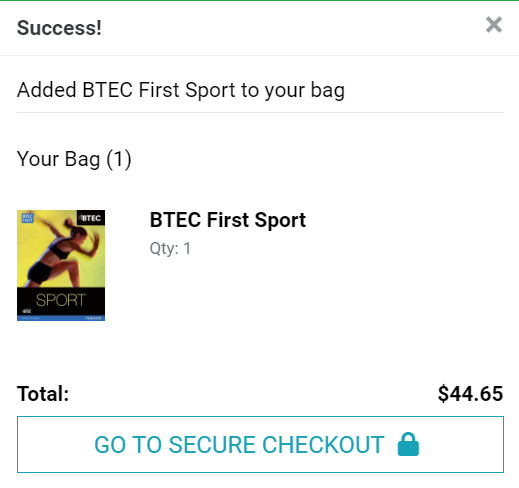 Success!
×
Added BTEC First Sport to your bag
Your Bag (1)
BTEC First Sport
Qty: 1
BTEC
SPORT
Total: $44.65
GO TO SECURE CHECKOUT